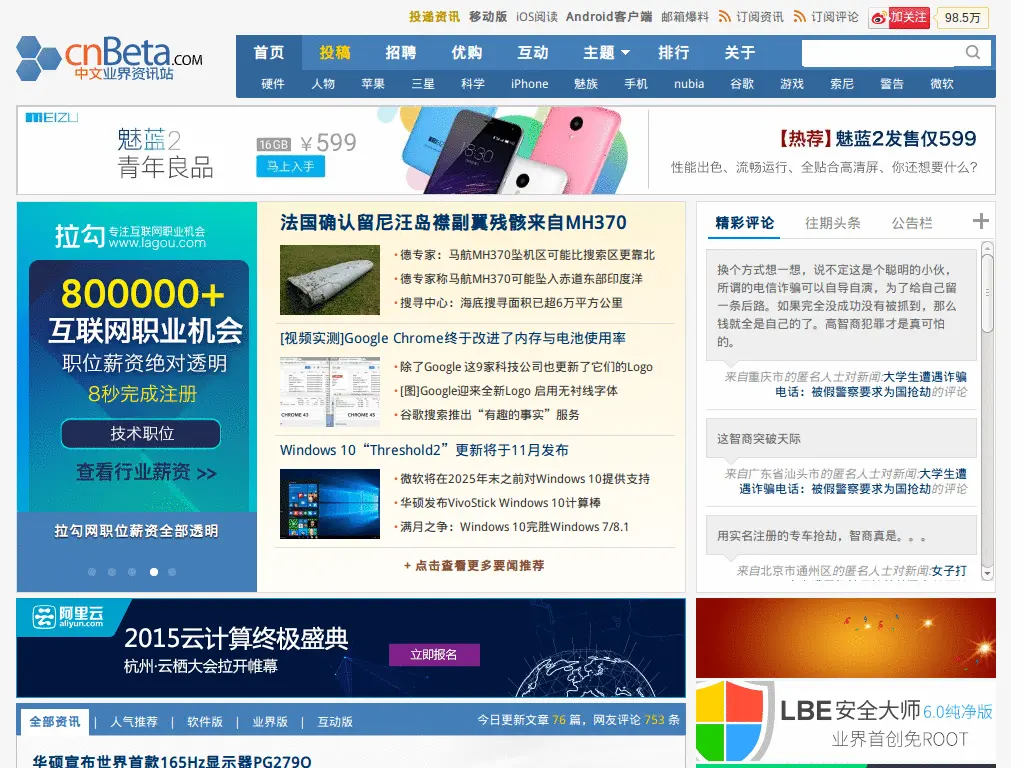 投递资讯 移动版 iOS阅读 Android客户端 邮箱爆料 订阅资讯 订阅评论 加关注 98.5万
cnBeta.COM
中文业界资讯站
首页 投稿 招聘 优购 互动 主题 排行 关于
硬件 人物 苹果 三星 科学 iPhone 魅族 手机 nubia 谷歌 游戏 索尼 警告 微软
MEIZU
魅蓝2
青年良品
16GB ¥599
马上入手
08:30
【热荐】魅蓝2发售仅599
性能出色、流畅运行、全贴合高清屏、你还想要什么?
拉勾 专注互联网职业机会
www.lagou.com
800000+
互联网职业机会
职位薪资绝对透明
8秒完成注册
技术职位
查看行业薪资 >>
拉勾网职位薪资全部透明
法国确认留尼汪岛襟副翼残骸来自MH370
德专家：马航MH370坠机区可能比搜索区更靠北
德专家称马航MH370可能坠入赤道东部印度洋
搜寻中心：海底搜寻面积已超6万平方公里
[视频实测]Google Chrome终于改进了内存与电池使用率
CHROME 43 CHROME 45
除了Google 这9家科技公司也更新了它们的Logo
[图]Google迎来全新Logo 启用无衬线字体
谷歌搜索推出“有趣的事实”服务
Windows 10“Threshold2”更新将于11月发布
微软将在2025年末之前对Windows 10提供支持
华硕发布VivoStick Windows 10计算棒
满月之争：Windows 10完胜Windows 7/8.1
+ 点击查看更多要闻推荐
精彩评论 往期头条 公告栏 +
换个方式想一想，说不定这是个聪明的小伙，
所谓的电信诈骗可以自导自演，为了给自己留
一条后路。如果完全没成功没有被抓到，那么
钱就全是自己的了。高智商犯罪才是真可怕
的。
来自重庆市的匿名人士对新闻:大学生遭遇诈骗
电话：被假警察要求为国抢劫的评论
这智商突破天际
来自广东省汕头市的匿名人士对新闻:大学生遭
遇诈骗电话：被假警察要求为国抢劫的评论
用实名注册的专车抢劫，智商真是。。。
来自北京市通州区的匿名人士对新闻:女子打
阿里云
aliyun.com
2015云计算终极盛典
杭州·云栖大会拉开帷幕
立即报名
LBE安全大师6.0纯净版
业界首创免ROOT
全部资讯 | 人气推荐 | 软件版 | 业界版 | 互动版 今日更新文章 76 篇，网友评论 753 条
华硕宣布世界首款165Hz显示器PG279Q